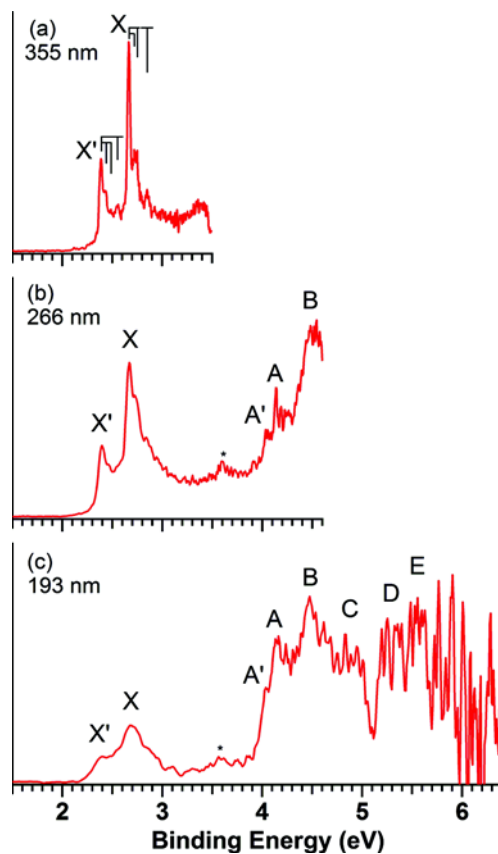 (a)
355 nm
X
X'
(b)
266 nm
X'
X
*
A'
A
B
(c)
193 nm
X'
X
*
A'
A
B
C
D
E
2 3 4 5 6
Binding Energy (eV)